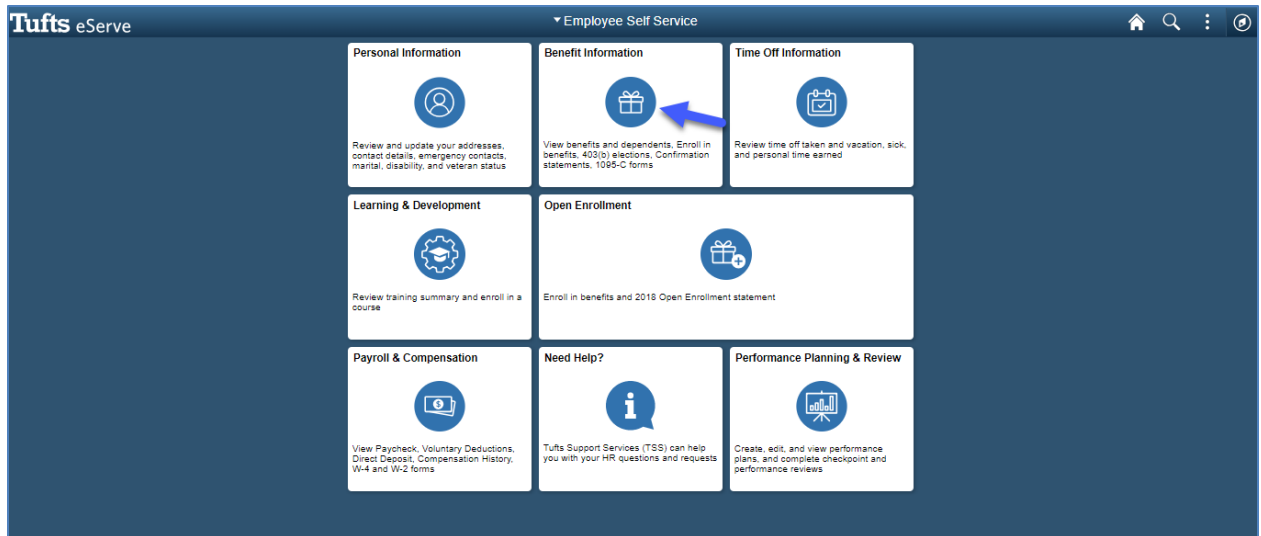 Tufts eServe
Employee Self Service
Personal Information
Review and update your addresses,
contact details, emergency contacts,
marital, disability, and veteran status
Benefit Information
View benefits and dependents, Enroll in
benefits, 403(b) elections, Confirmation
statements, 1095-C forms
Time Off Information
Review time off taken and vacation, sick,
and personal time earned
Learning & Development
Review training summary and enroll in a
course
Open Enrollment
Enroll in benefits and 2018 Open Enrollment statement
Payroll & Compensation
View Paycheck, Voluntary Deductions,
Direct Deposit, Compensation History,
W-4 and W-2 forms
Need Help?
Tufts Support Services (TSS) can help
you with your HR questions and requests
Performance Planning & Review
Create, edit, and view performance
plans, and complete checkpoint and
performance reviews